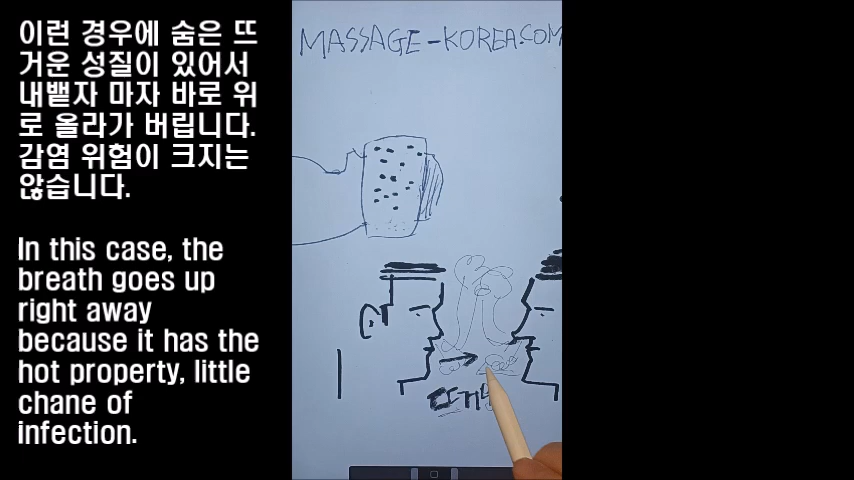 이런 경우에 숨은 뜨
거운 성질이 있어서
내뱉자 마자 바로 위
로 올라가 버립니다.
감염 위험이 크지는
않습니다.
In this case, the
breath goes up
right away
because it has the
hot property, little
chane of
infection.
MASSAGE-KOREA.COM